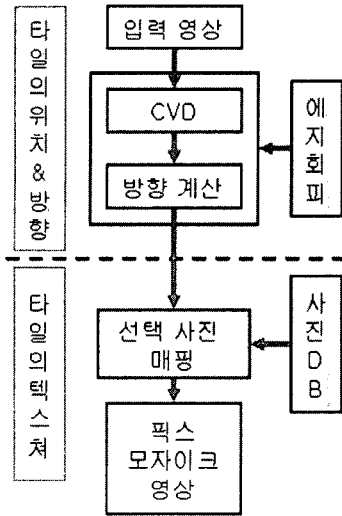 타일의위치&방향
입력 영상
CVD
방향 계산
에지회피
타일의텍스쳐
선택 사진
매핑
사진DB
픽스
모자이크
영상